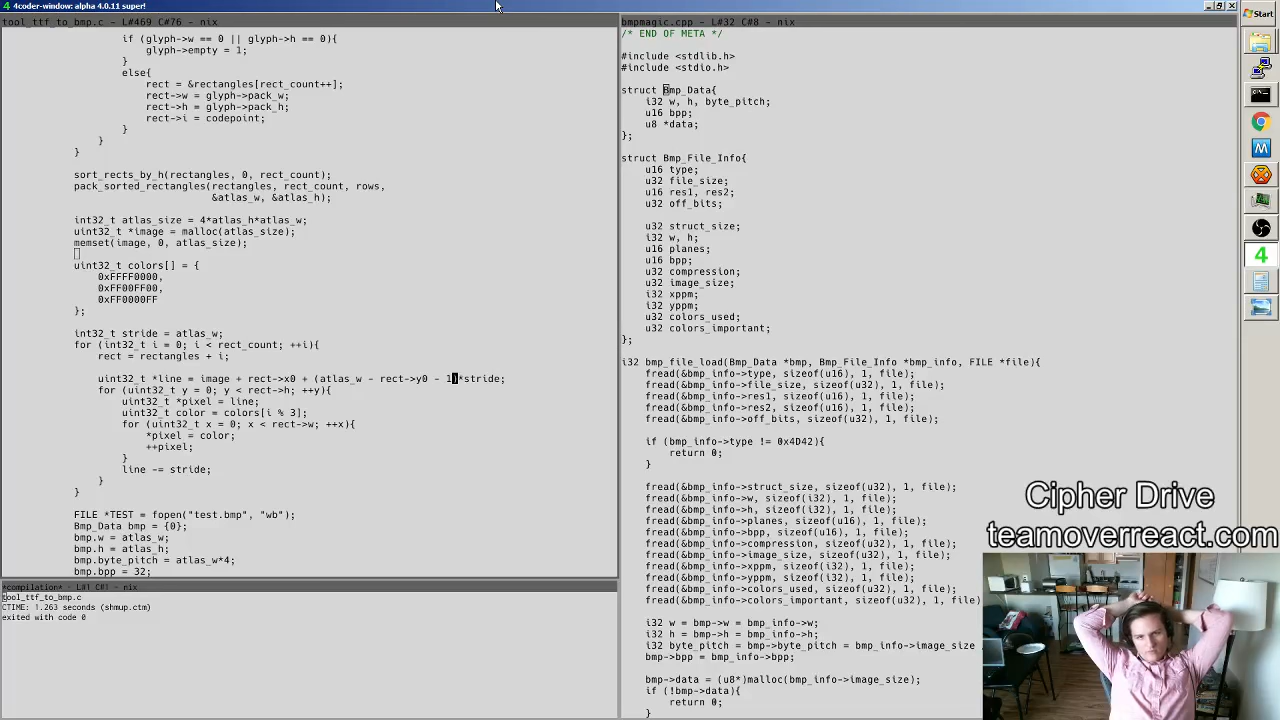 4coder-window: alpha 4.0.11 super!
tool_ttf_to_bmp.c - L#469 C#76 - nix
if (glyph->w == 0 || glyph->h == 0){
glyph->empty = 1;
}
else{
rect = &rectangles[rect_count++];
rect->w = glyph->pack_w;
rect->h = glyph->pack_h;
rect->i = codepoint;
}
}
}
sort_rects_by_h(rectangles, 0, rect_count);
pack_sorted_rectangles(rectangles, rect_count, rows,
&atlas_w, &atlas_h);
int32_t atlas_size = 4*atlas_h*atlas_w;
uint32_t *image = malloc(atlas_size);
memset(image, 0, atlas_size);
uint32_t colors[] = {
0xFFFF0000,
0xFF00FF00,
0xFF0000FF
};
int32_t stride = atlas_w;
for (int32_t i = 0; i < rect_count; ++i){
rect = rectangles + i;
uint32_t *line = image + rect->x0 + (atlas_w - rect->y0 - 1)*stride;
for (uint32_t y = 0; y < rect->h; ++y){
uint32_t *pixel = line;
uint32_t color = colors[i % 3];
for (uint32_t x = 0; x < rect->w; ++x){
*pixel = color;
++pixel;
}
line -= stride;
}
}
FILE *TEST = fopen("test.bmp", "wb");
Bmp_Data bmp = {0};
bmp.w = atlas_w;
bmp.h = atlas_h;
bmp.byte_pitch = atlas_w*4;
bmp.bpp = 32;
*compilation* - L#1 C#1 - nix
tool_ttf_to_bmp.c
CTIME: 1.263 seconds (shmup.ctm)
exited with code 0
bmpmagic.cpp - L#32 C#8 - nix
/* END OF META */
#include <stdlib.h>
#include <stdio.h>
struct Bmp_Data{
i32 w, h, byte_pitch;
u16 bpp;
u8 *data;
};
struct Bmp_File_Info{
u16 type;
u32 file_size;
u16 res1, res2;
u32 off_bits;
u32 struct_size;
i32 w, h;
u16 planes;
u16 bpp;
u32 compression;
u32 image_size;
i32 xppm;
i32 yppm;
u32 colors_used;
u32 colors_important;
};
i32 bmp_file_load(Bmp_Data *bmp, Bmp_File_Info *bmp_info, FILE *file){
fread(&bmp_info->type, sizeof(u16), 1, file);
fread(&bmp_info->file_size, sizeof(u32), 1, file);
fread(&bmp_info->res1, sizeof(u16), 1, file);
fread(&bmp_info->res2, sizeof(u16), 1, file);
fread(&bmp_info->off_bits, sizeof(u32), 1, file);
if (bmp_info->type != 0x4D42){
return 0;
}
fread(&bmp_info->struct_size, sizeof(u32), 1, file);
fread(&bmp_info->w, sizeof(i32), 1, file);
fread(&bmp_info->h, sizeof(i32), 1, file);
fread(&bmp_info->planes, sizeof(u16), 1, file);
fread(&bmp_info->bpp, sizeof(u16), 1, file);
fread(&bmp_info->compression, sizeof(u32), 1, file);
fread(&bmp_info->image_size, sizeof(u32), 1, file);
fread(&bmp_info->xppm, sizeof(i32), 1, file);
fread(&bmp_info->yppm, sizeof(i32), 1, file);
fread(&bmp_info->colors_used, sizeof(u32), 1, file);
fread(&bmp_info->colors_important, sizeof(u32), 1, file)
i32 w = bmp->w = bmp_info->w;
i32 h = bmp->h = bmp_info->h;
i32 byte_pitch = bmp->byte_pitch = bmp_info->image_size
bmp->bpp = bmp_info->bpp;
bmp->data = (u8*)malloc(bmp_info->image_size);
if (!bmp->data){
return 0;
}
Start
Cipher Drive
teamoverreact.com